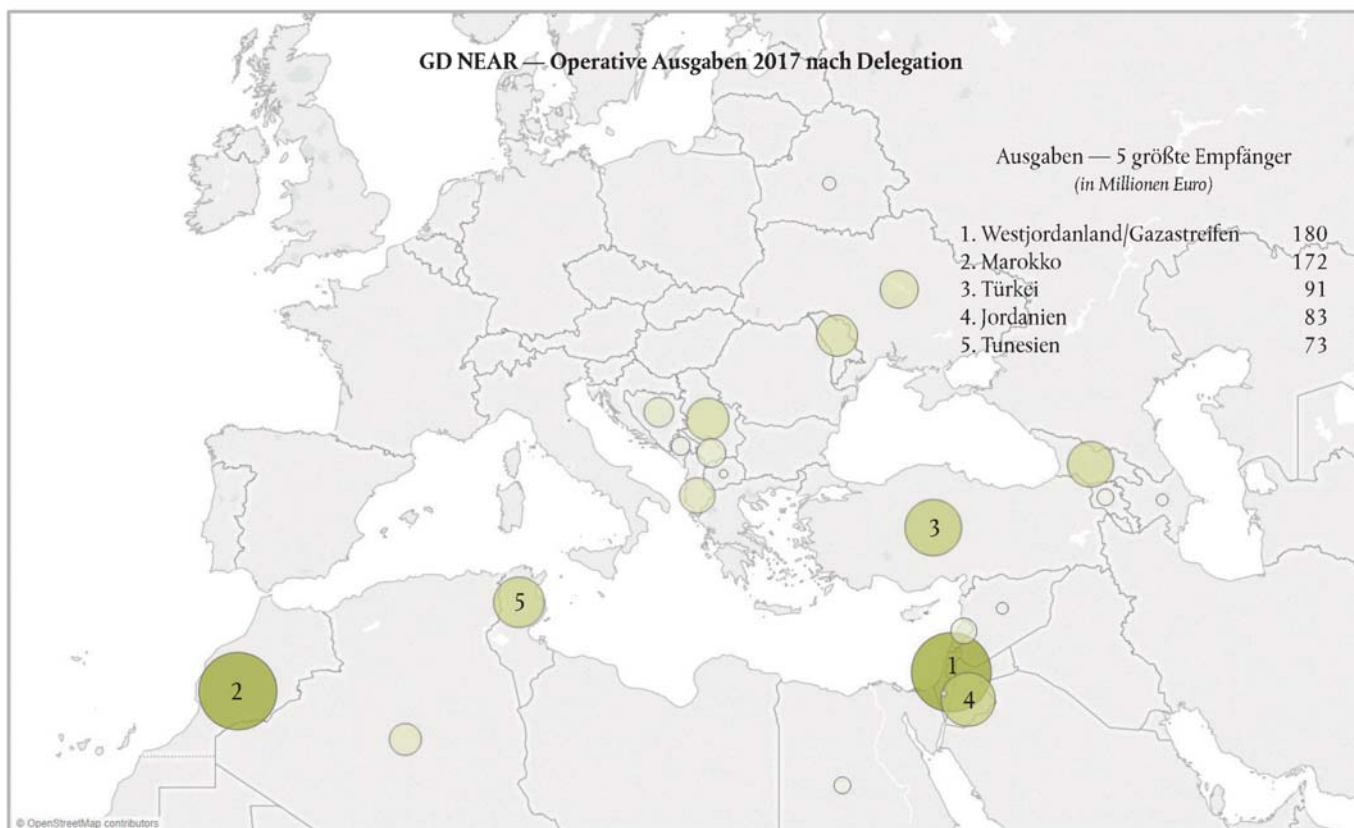 GD NEAR — Operative Ausgaben 2017 nach Delegation
Ausgaben — 5 größte Empfänger
(in Millionen Euro)
1. Westjordanland/Gazastreifen 180
2. Marokko 172
3. Türkei 91
4. Jordanien 83
5. Tunesien 73
3
5
1
2
4
© OpenStreetMap contributors